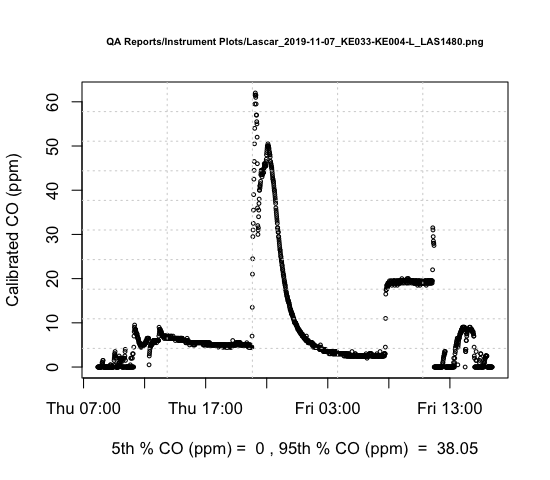 QA Reports/Instrument Plots/Lascar_2019-11-07_KE033-KE004-L_LAS1480.png
Calibrated CO (ppm)
60
50
40
30
20
10
0
Thu 07:00 Thu 17:00 Fri 03:00 Fri 13:00
5th % CO (ppm) = 0 , 95th % CO (ppm) = 38.05